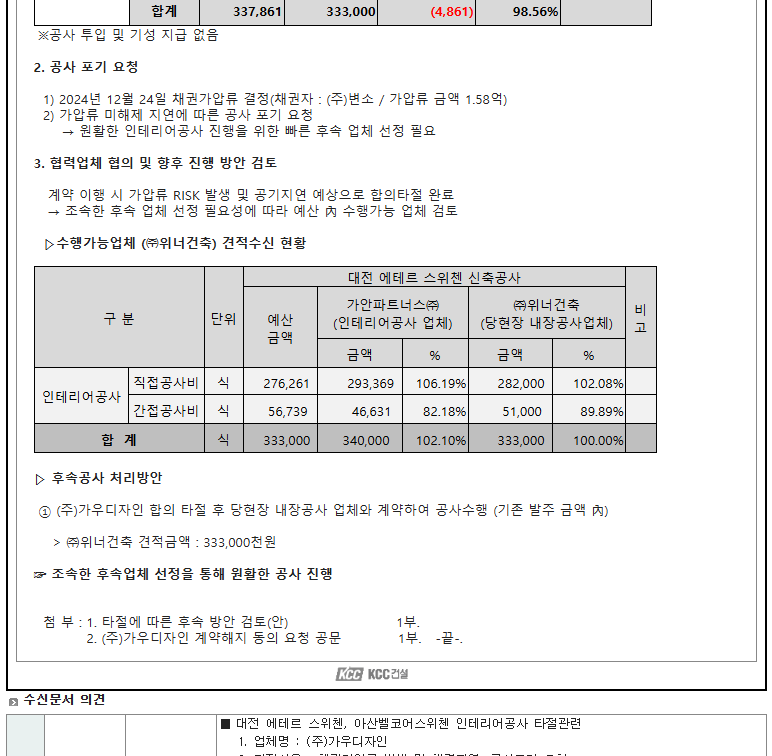 합계 337,861 333,000 (4,861) 98.56%
※공사 투입 및 기성 지급 없음
2. 공사 포기 요청
1) 2024년 12월 24일 채권가압류 결정(채권자 : (주)변소 / 가압류 금액 1.58억)
2) 가압류 미해제 지연에 따른 공사 포기 요청
→ 원활한 인테리어공사 진행을 위한 빠른 후속 업체 선정 필요
3. 협력업체 협의 및 향후 진행 방안 검토
계약 이행 시 가압류 RISK 발생 및 공기지연 예상으로 합의타절 완료
→ 조속한 후속 업체 선정 필요성에 따라 예산 內 수행가능 업체 검토
▷수행가능업체 (㈜위너건축) 견적수신 현황
대전 에테르 스위첸 신축공사
구 분 단위 예산 금액 가안파트너스㈜ ㈜위너건축 비고
(인테리어공사 업체) (당현장 내장공사업체)
금액 % 금액 %
인테리어공사 직접공사비 식 276,261 293,369 106.19% 282,000 102.08%
간접공사비 식 56,739 46,631 82.18% 51,000 89.89%
합 계 식 333,000 340,000 102.10% 333,000 100.00%
▷ 후속공사 처리방안
① (주)가우디자인 합의 타절 후 당현장 내장공사 업체와 계약하여 공사수행 (기존 발주 금액 內)
> ㈜위너건축 견적금액 : 333,000천원
☞ 조속한 후속업체 선정을 통해 원활한 공사 진행
첨 부 : 1. 타절에 따른 후속 방안 검토(안) 1부.
2. (주)가우디자인 계약해지 동의 요청 공문 1부. -끝-.
KCC KCC건설
수신문서 의견
■ 대전 에테르 스위첸, 아산벨코어스위첸 인테리어공사 타절관련
1. 업체명 : (주)가우디자인